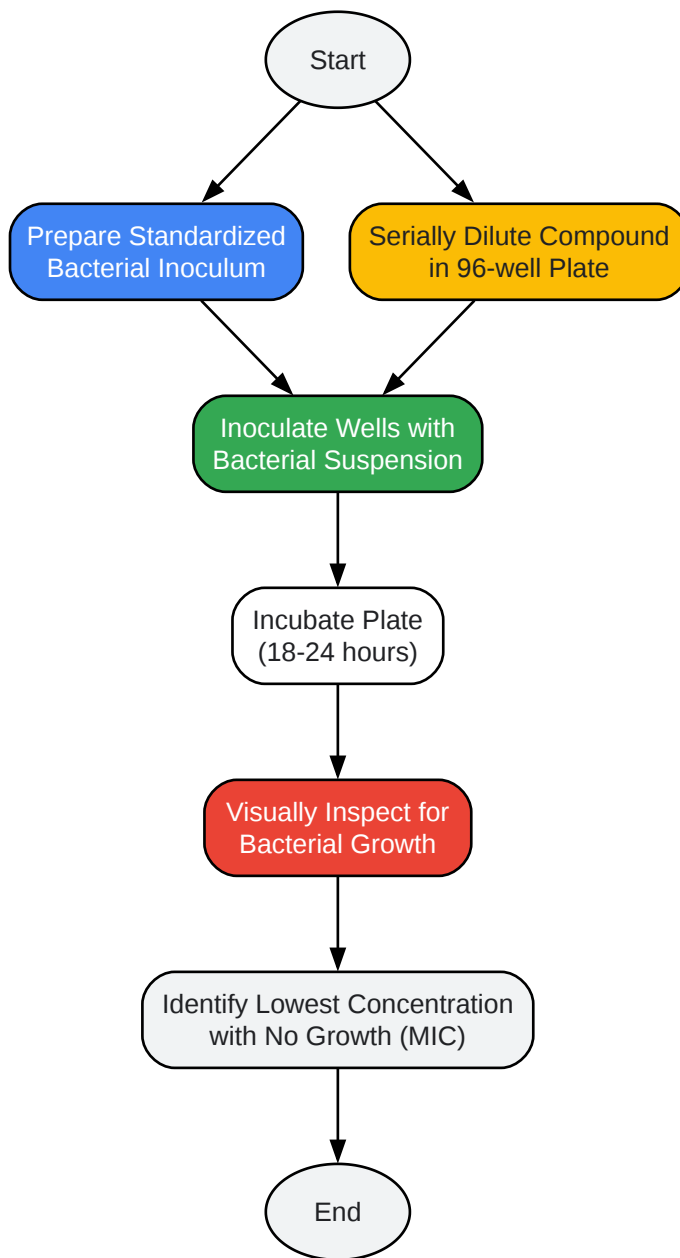 Start
Prepare Standardized
Bacterial Inoculum
Serially Dilute Compound
in 96-well Plate
Inoculate Wells with
Bacterial Suspension
Incubate Plate
(18-24 hours)
Visually Inspect for
Bacterial Growth
Identify Lowest Concentration
with No Growth (MIC)
End